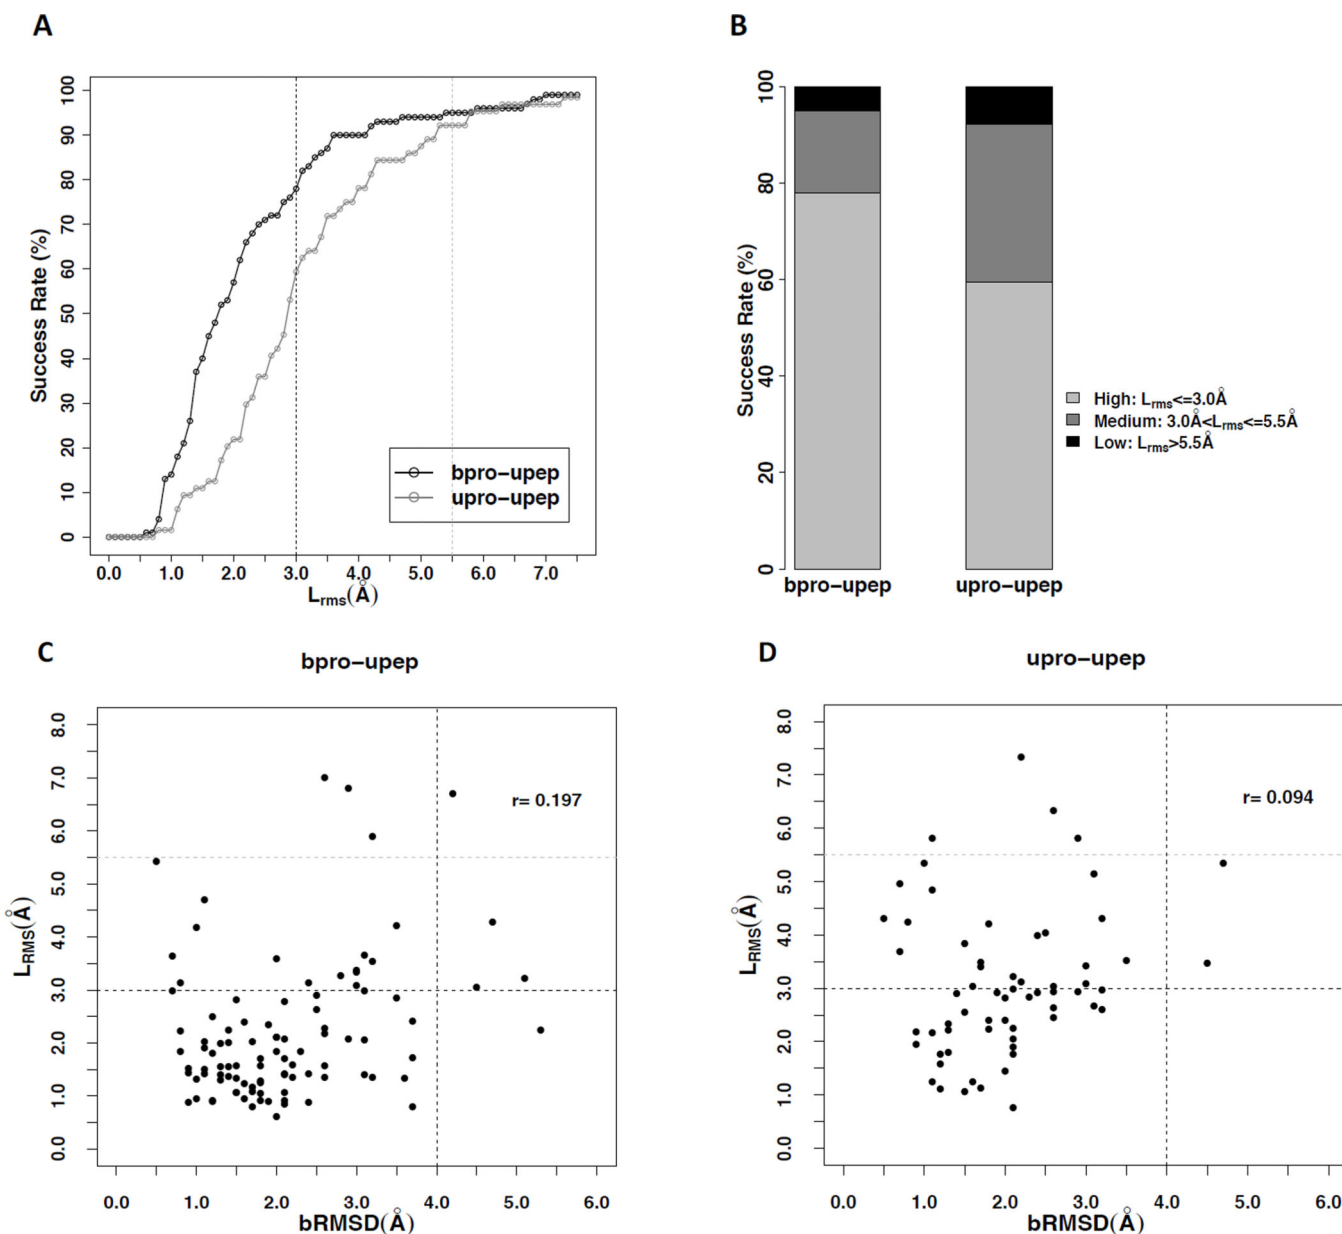 A
100
90
80
70
60
50
40
30
20
10
0
Success Rate (%)
bpro-upep
upro-upep
0.0 1.0 2.0 3.0 4.0 5.0 6.0 7.0
Lrms(Å)
B
100
80
60
40
20
0
Success Rate (%)
bpro-upep upro-upep
High: Lrms<=3.0Å
Medium: 3.0Å<Lrms<=5.5Å
Low: Lrms>5.5Å
C
bpro-upep
8.0
7.0
6.0
5.0
4.0
3.0
2.0
1.0
0.0
LRMS(Å)
r= 0.197
0.0 1.0 2.0 3.0 4.0 5.0 6.0
bRMSD(Å)
D
upro-upep
8.0
7.0
6.0
5.0
4.0
3.0
2.0
1.0
0.0
LRMS(Å)
r= 0.094
0.0 1.0 2.0 3.0 4.0 5.0 6.0
bRMSD(Å)